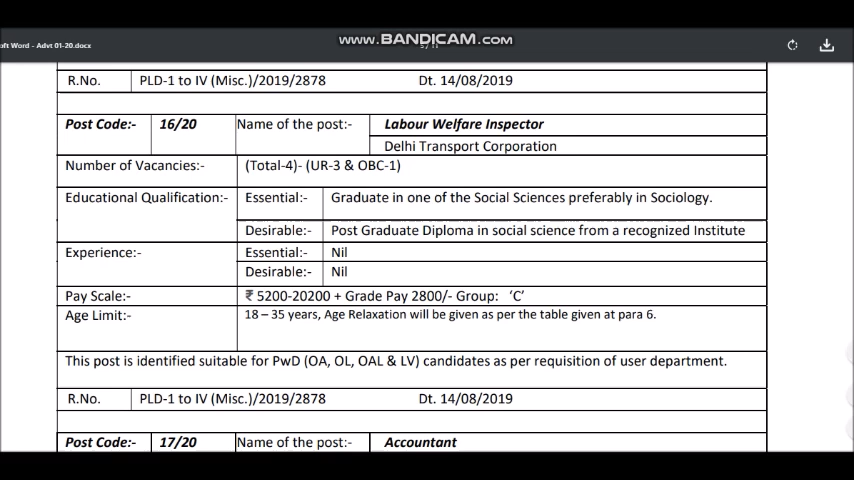 www.BANDICAM.com
oft Word - Advt 01-20.docx
R.No. PLD-1 to IV (Misc.)/2019/2878 Dt. 14/08/2019
Post Code:- 16/20 Name of the post:- Labour Welfare Inspector
Delhi Transport Corporation
Number of Vacancies:- (Total-4)- (UR-3 & OBC-1)
Educational Qualification:- Essential:- Graduate in one of the Social Sciences preferably in Sociology.
Desirable:- Post Graduate Diploma in social science from a recognized Institute
Experience:- Essential:- Nil
Desirable:- Nil
Pay Scale:- ₹ 5200-20200 + Grade Pay 2800/- Group: ‘C’
Age Limit:- 18 – 35 years, Age Relaxation will be given as per the table given at para 6.
This post is identified suitable for PwD (OA, OL, OAL & LV) candidates as per requisition of user department.
R.No. PLD-1 to IV (Misc.)/2019/2878 Dt. 14/08/2019
Post Code:- 17/20 Name of the post:- Accountant